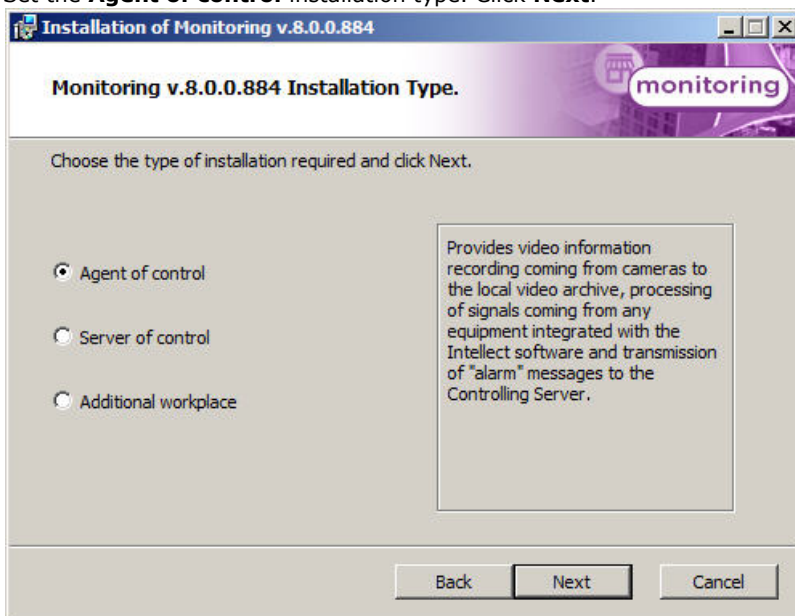 Set the Agent of control installation type. Click Next.
Installation of Monitoring v.8.0.0.884
Monitoring v.8.0.0.884 Installation Type.
monitoring
Choose the type of installation required and click Next.
Agent of control
Server of control
Additional workplace
Provides video information
recording coming from cameras to
the local video archive, processing
of signals coming from any
equipment integrated with the
Intellect software and transmission
of "alarm" messages to the
Controlling Server.
Back
Next
Cancel